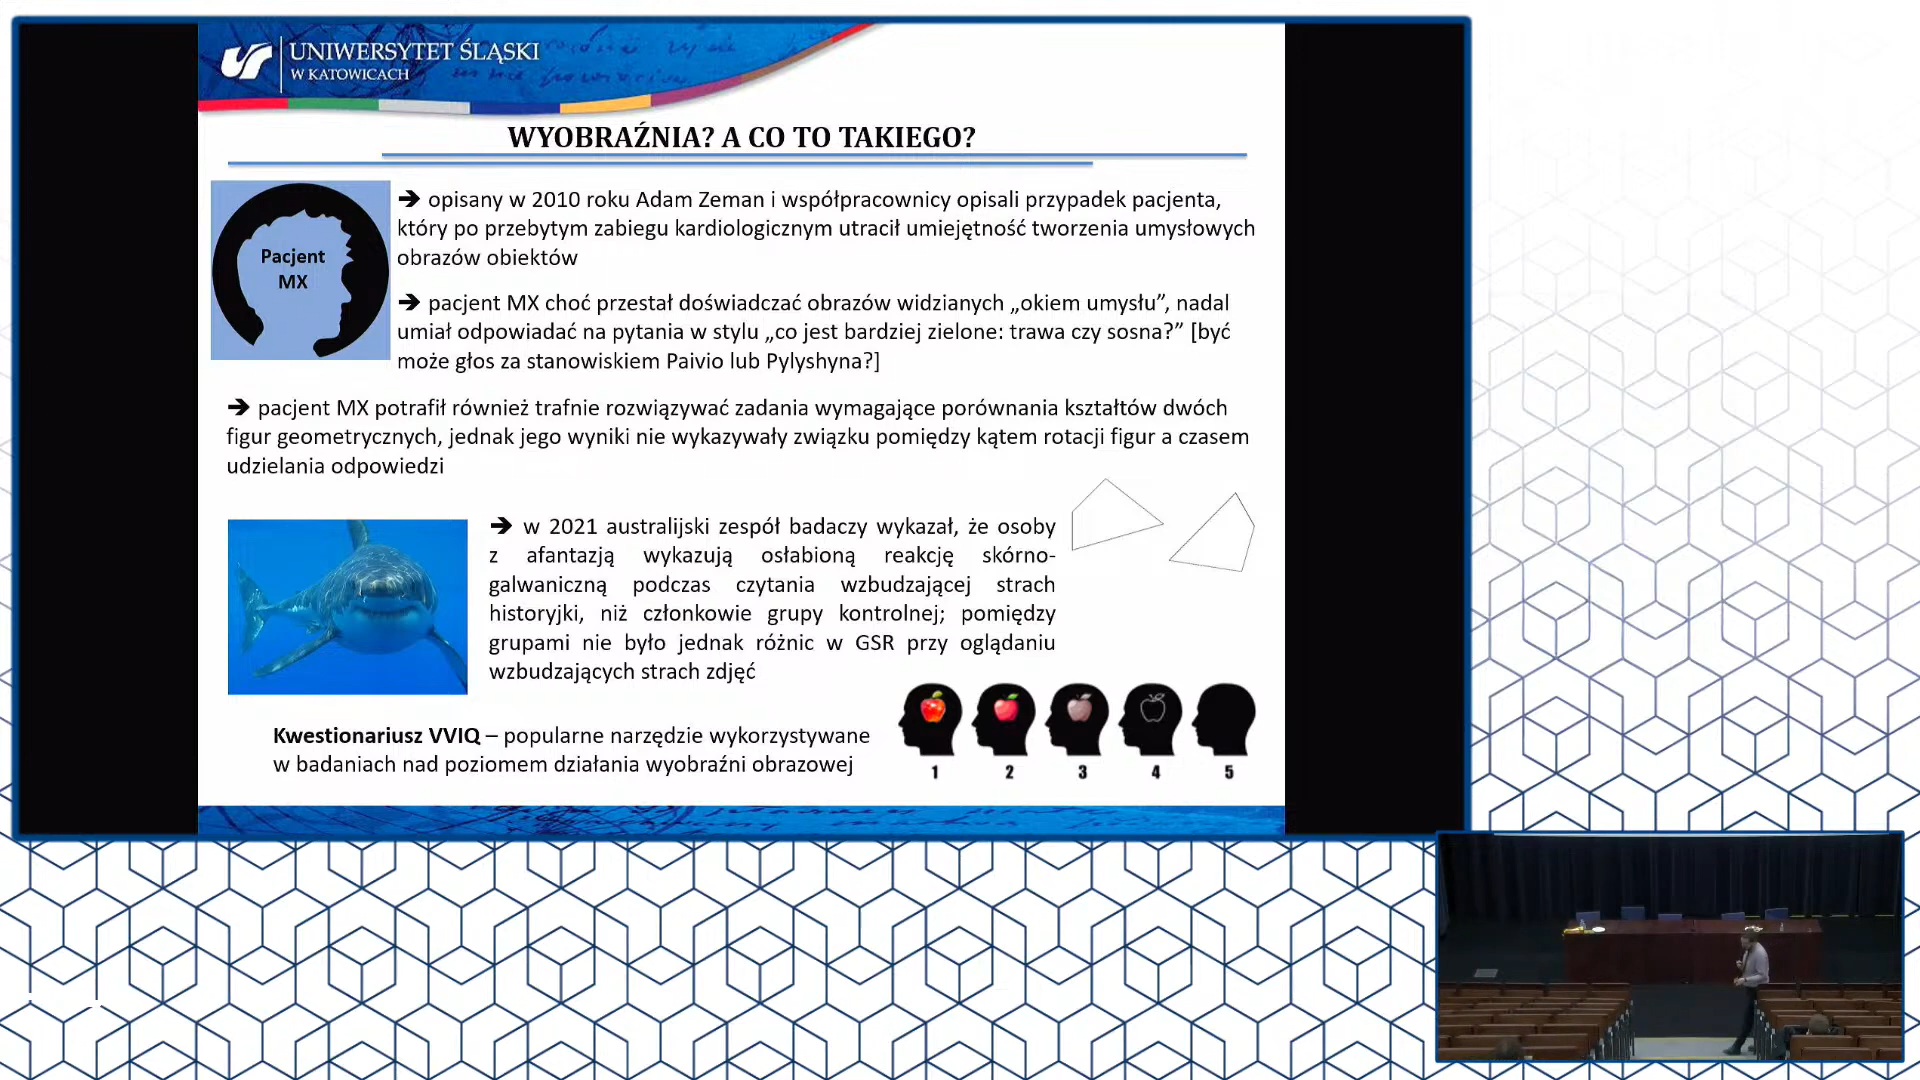 UNIWERSYTET ŚLĄSKI
W KATOWICACH
WYOBRAŹNIA? A CO TO TAKIEGO?
Pacjent
MX
➔ opisany w 2010 roku Adam Zeman i współpracownicy opisali przypadek pacjenta,
który po przebytym zabiegu kardiologicznym utracił umiejętność tworzenia umysłowych
obrazów obiektów
➔ pacjent MX choć przestał doświadczać obrazów widzianych „okiem umysłu”, nadal
umiał odpowiadać na pytania w stylu „co jest bardziej zielone: trawa czy sosna?” [być
może głos za stanowiskiem Paivio lub Pylyshyna?]
➔ pacjent MX potrafił również trafnie rozwiązywać zadania wymagające porównania kształtów dwóch
figur geometrycznych, jednak jego wyniki nie wykazywały związku pomiędzy kątem rotacji figur a czasem
udzielania odpowiedzi
➔ w 2021 australijski zespół badaczy wykazał, że osoby
z afantazją wykazują osłabioną reakcję skórno-
galwaniczną podczas czytania wzbudzającej strach
historyjki, niż członkowie grupy kontrolnej; pomiędzy
grupami nie było jednak różnic w GSR przy oglądaniu
wzbudzających strach zdjęć
Kwestionariusz VVIQ – popularne narzędzie wykorzystywane
w badaniach nad poziomem działania wyobraźni obrazowej
1 2 3 4 5